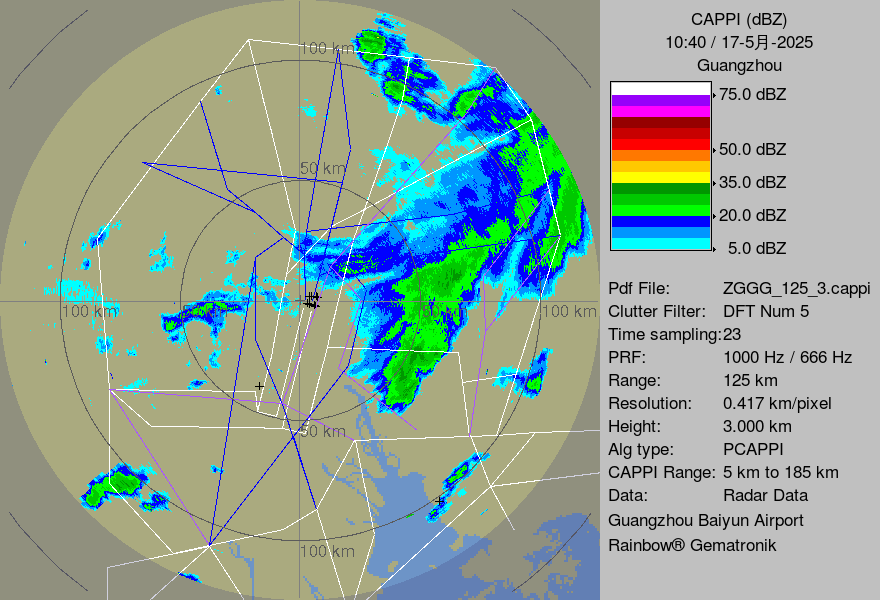 CAPPI (dBZ)
10:40 / 17-5月-2025
Guangzhou
75.0 dBZ
50.0 dBZ
35.0 dBZ
20.0 dBZ
5.0 dBZ
Pdf File: ZGGG_125_3.cappi
Clutter Filter: DFT Num 5
Time sampling:23
PRF: 1000 Hz / 666 Hz
Range: 125 km
Resolution: 0.417 km/pixel
Height: 3.000 km
Alg type: PCAPPI
CAPPI Range: 5 km to 185 km
Data: Radar Data
Guangzhou Baiyun Airport
Rainbow® Gematronik
100 km
50 km
100 km
50 km
50 km
100 km
50 km
100 km